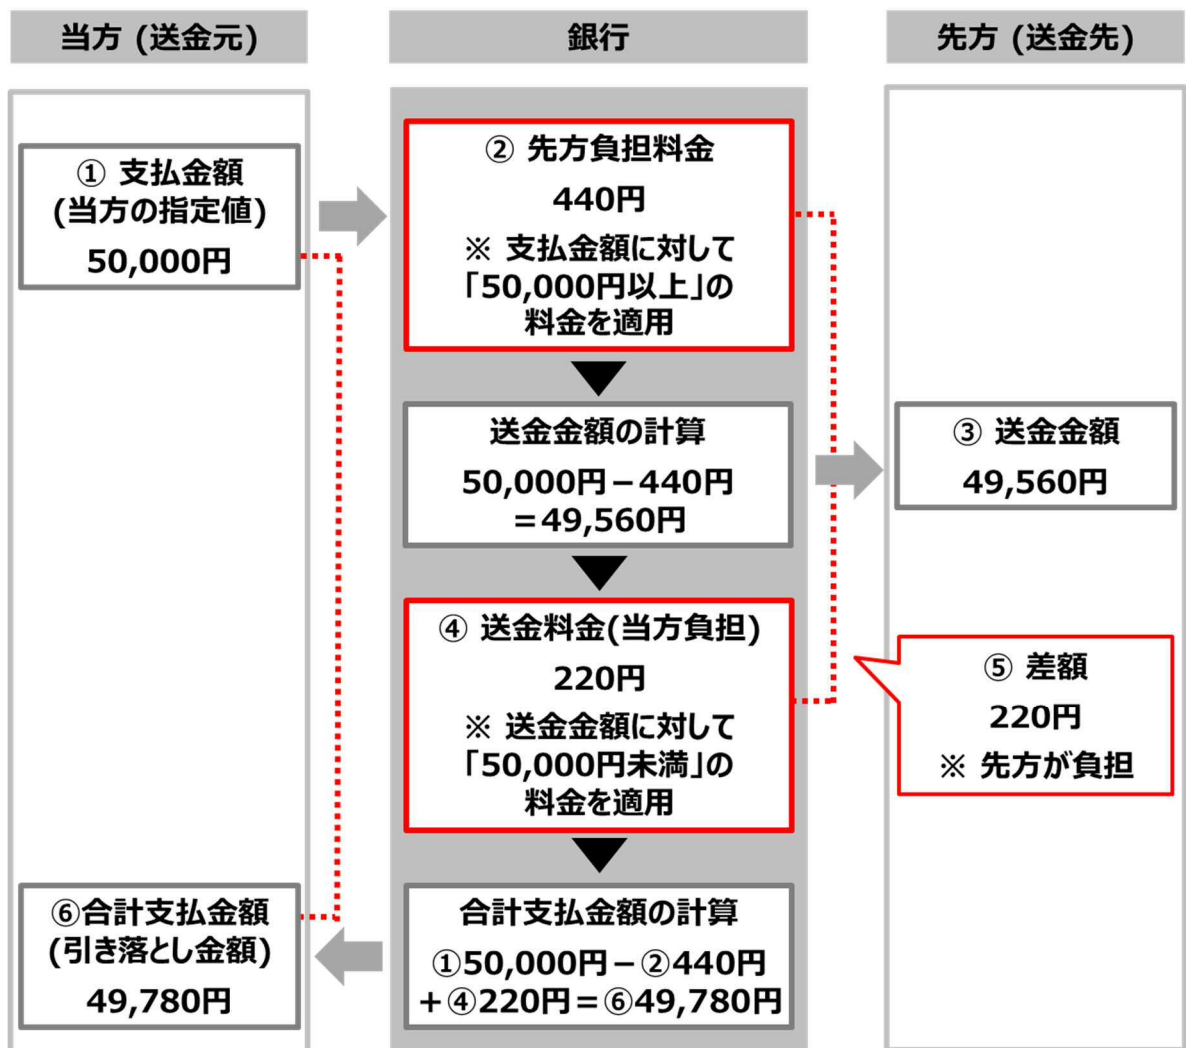 当方 (送金元)
銀行
先方 (送金先)
① 支払金額
(当方の指定値)
50,000円
② 先方負担料金
440円
※ 支払金額に対して
「50,000円以上」の
料金を適用
送金金額の計算
50,000円－440円
＝49,560円
③ 送金金額
49,560円
④ 送金料金(当方負担)
220円
※ 送金金額に対して
「50,000円未満」の
料金を適用
⑤ 差額
220円
※ 先方が負担
合計支払金額の計算
①50,000円－②440円
＋④220円＝⑥49,780円
⑥合計支払金額
(引き落とし金額)
49,780円